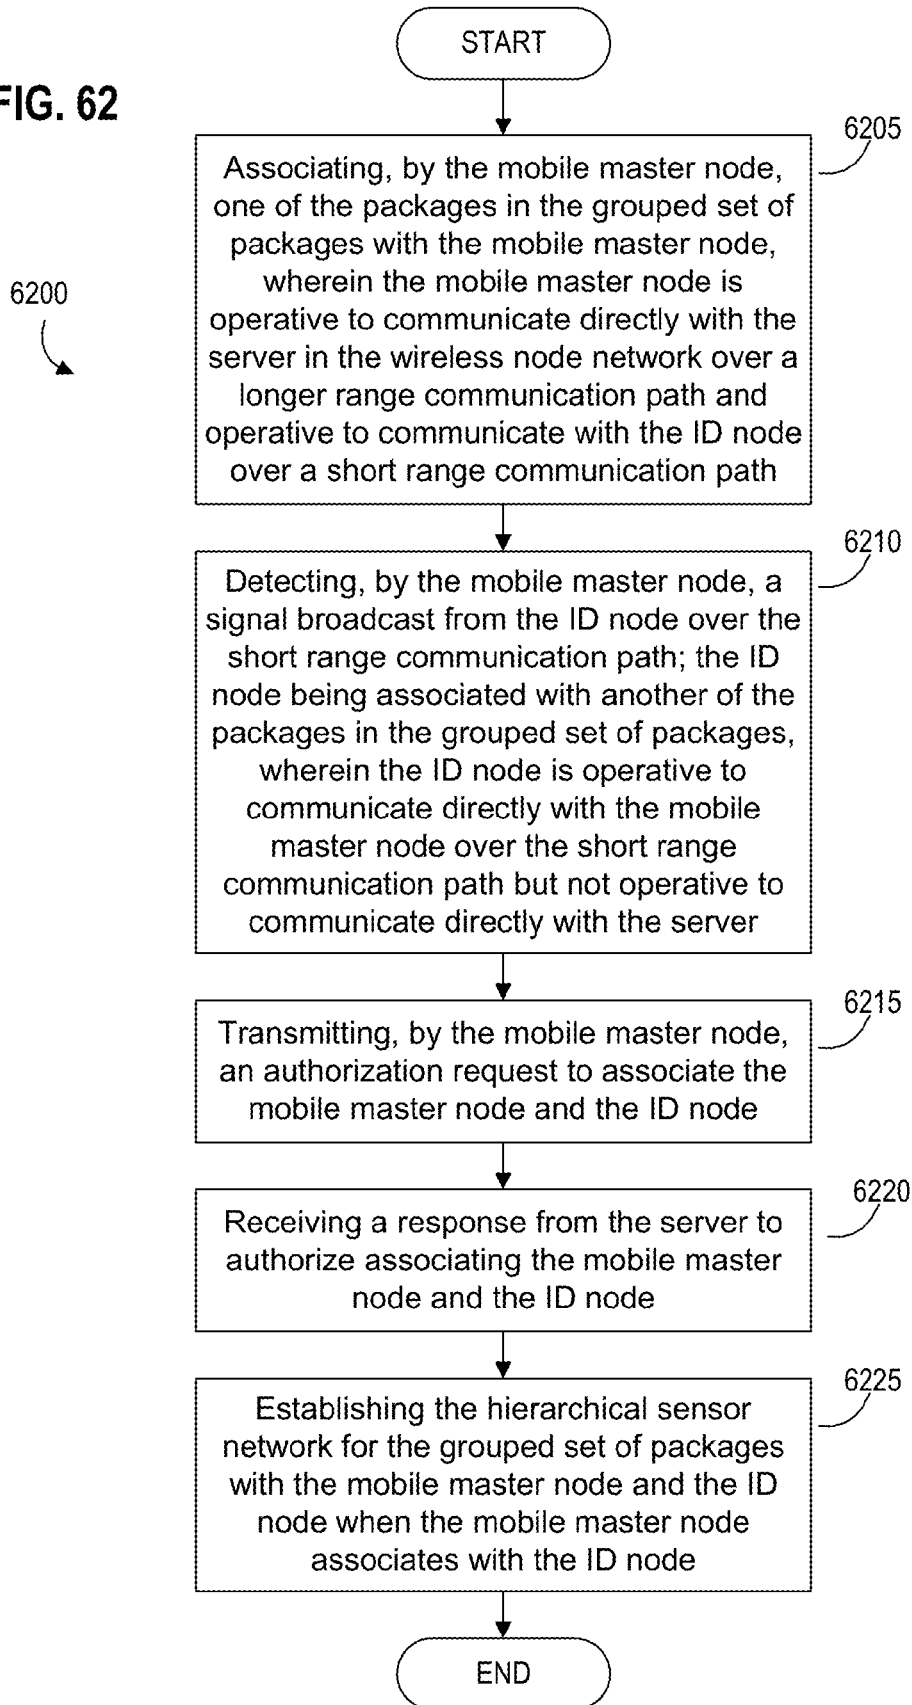 START
FIG. 62
6205
Associating, by the mobile master node,
one of the packages in the grouped set of
packages with the mobile master node,
wherein the mobile master node is
operative to communicate directly with the
server in the wireless node network over a
longer range communication path and
operative to communicate with the ID node
over a short range communication path
6200
6210
Detecting, by the mobile master node, a
signal broadcast from the ID node over the
short range communication path; the ID
node being associated with another of the
packages in the grouped set of packages,
wherein the ID node is operative to
communicate directly with the mobile
master node over the short range
communication path but not operative to
communicate directly with the server
6215
Transmitting, by the mobile master node,
an authorization request to associate the
mobile master node and the ID node
6220
Receiving a response from the server to
authorize associating the mobile master
node and the ID node
6225
Establishing the hierarchical sensor
network for the grouped set of packages
with the mobile master node and the ID
node when the mobile master node
associates with the ID node
END